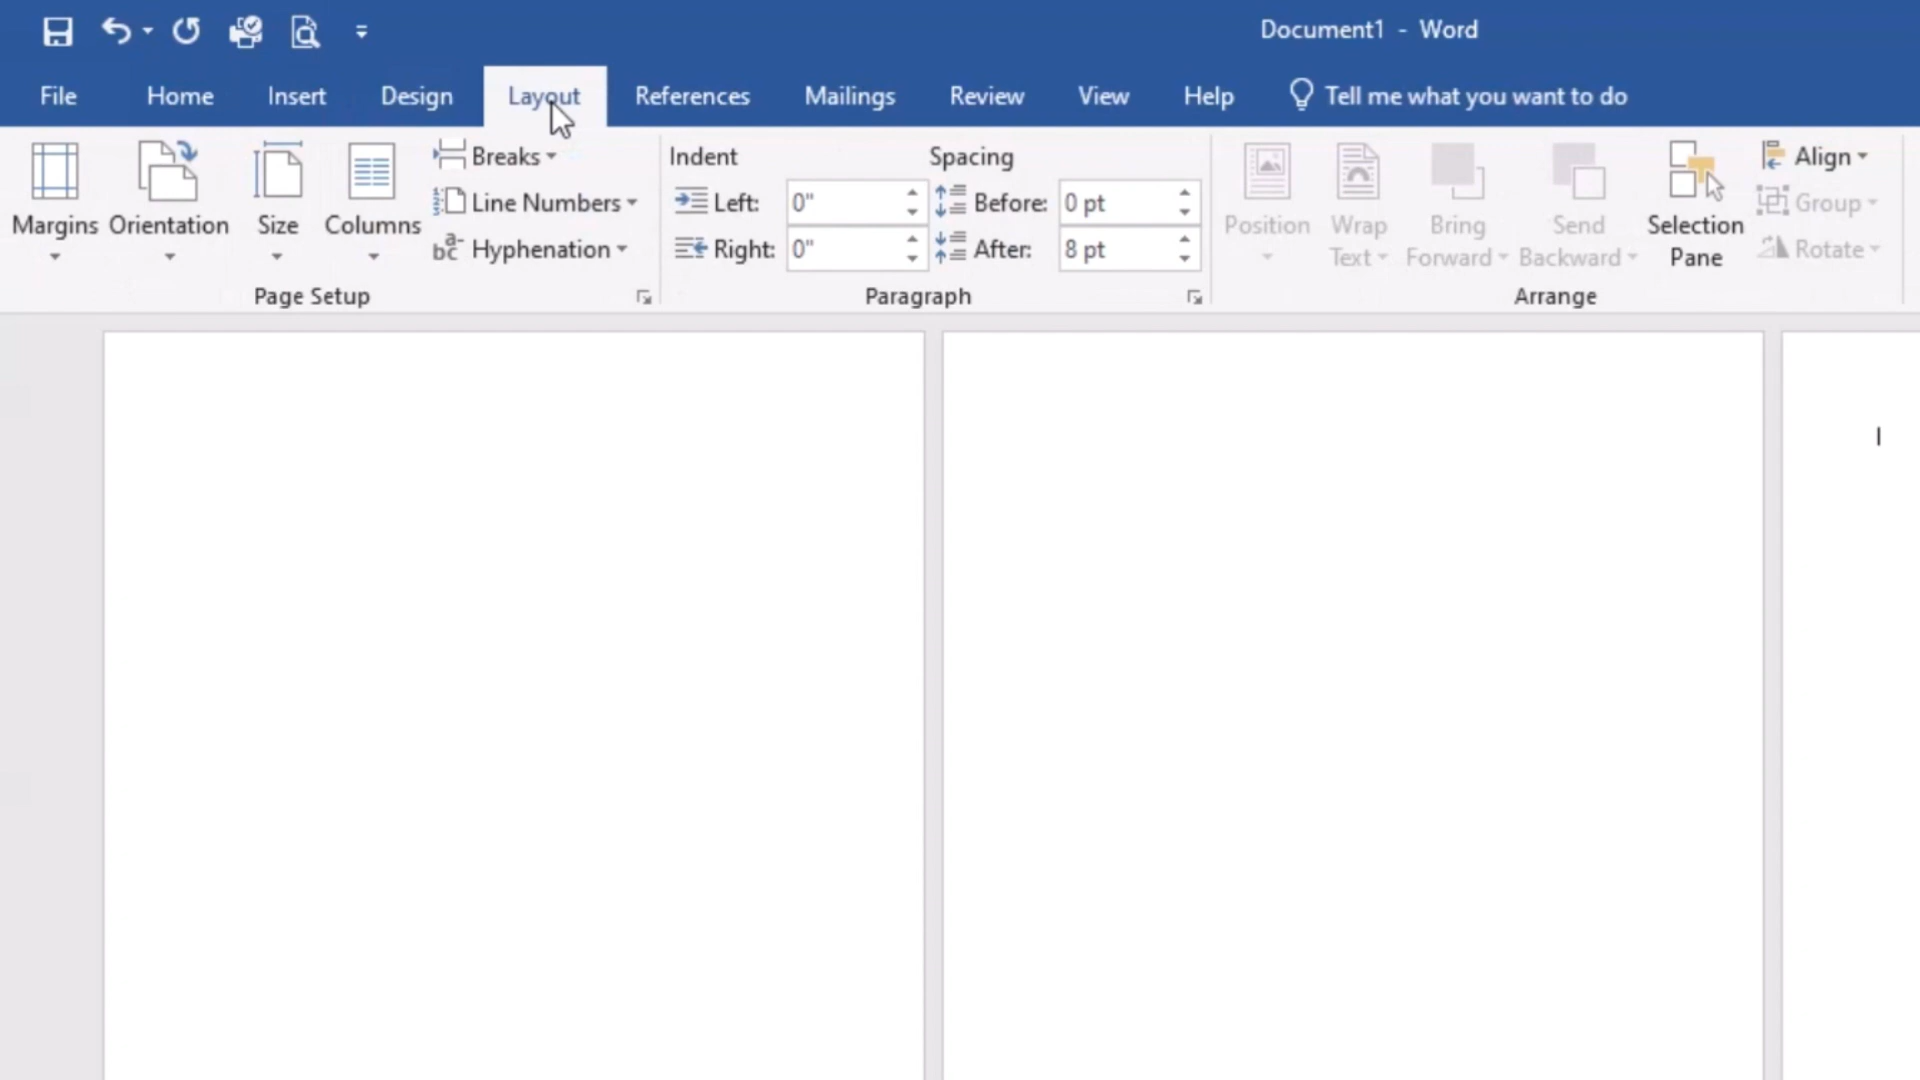 Document1 - Word
File Home Insert Design Layout References Mailings Review View Help Tell me what you want to do
Margins
Orientation
Size
Columns
Breaks
Line Numbers
Hyphenation
Page Setup
Indent
Left: 0"
Right: 0"
Spacing
Before: 0 pt
After: 8 pt
Paragraph
Position
Wrap
Text
Bring
Forward
Send
Backward
Selection
Pane
Align
Group
Rotate
Arrange